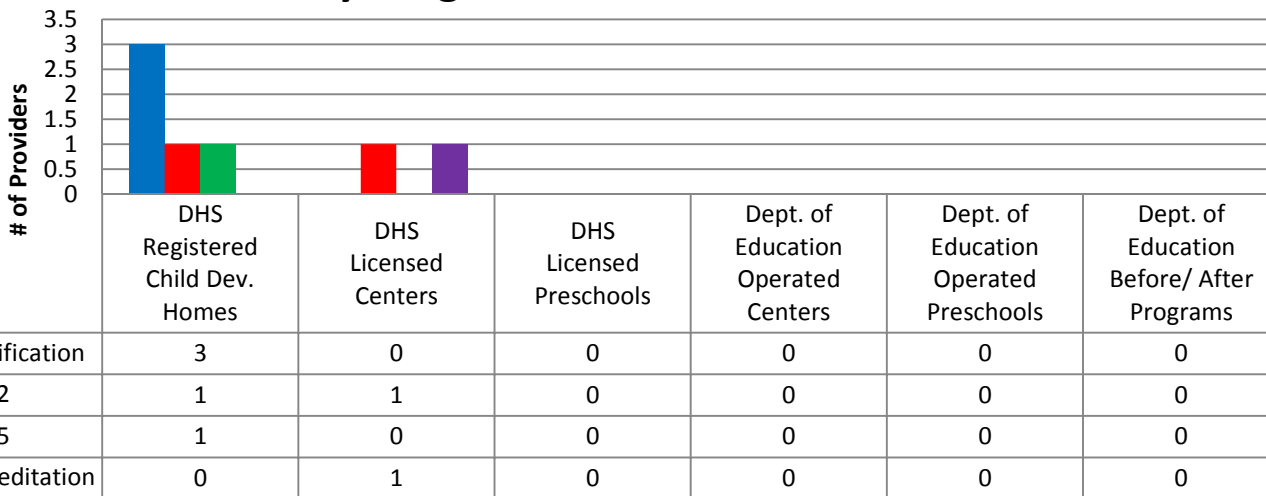 3.5
3
2.5
2
1.5
1
0.5
0
# of Providers
DHS
Registered
Child Dev.
Homes
DHS
Licensed
Centers
DHS
Licensed
Preschools
Dept. of
Education
Operated
Centers
Dept. of
Education
Operated
Preschools
Dept. of
Education
Before/ After
Programs
ification 3 0 0 0 0 0
2 1 1 0 0 0 0
5 1 0 0 0 0 0
editation 0 1 0 0 0 0